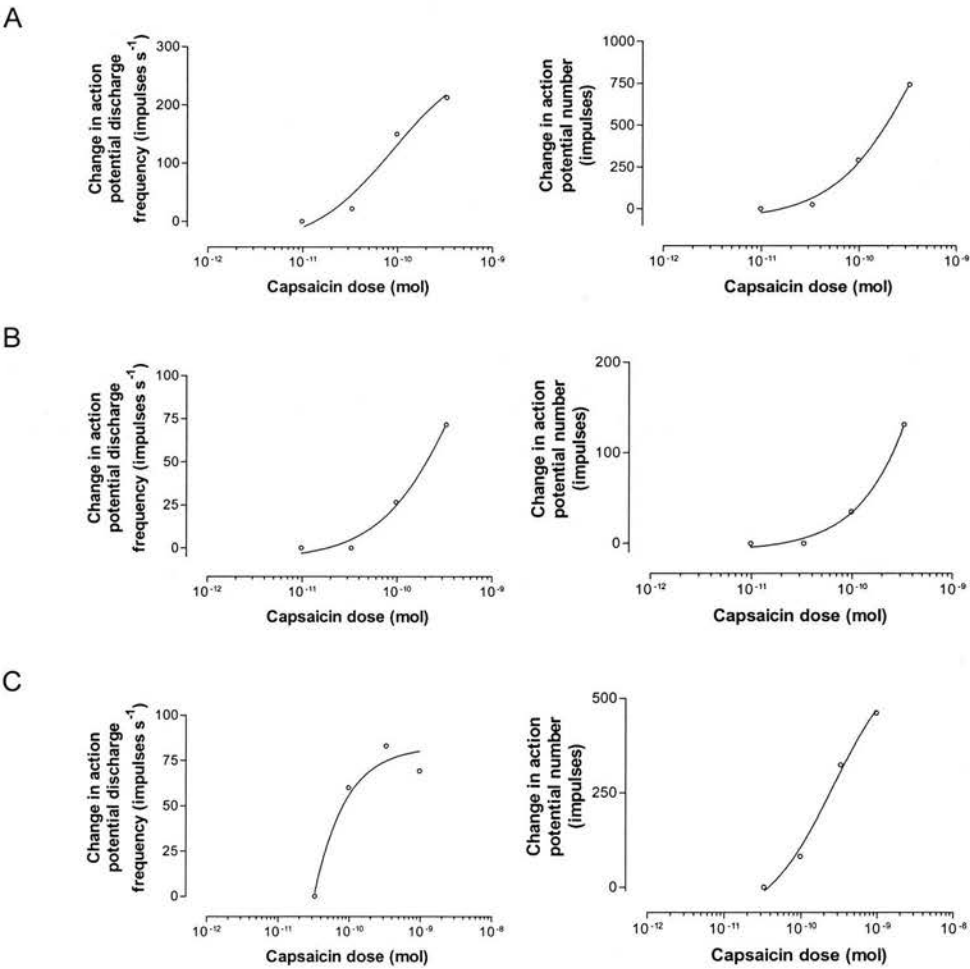 A
Change in action
potential discharge
frequency (impulses s⁻¹)
300
200
100
0
10⁻¹² 10⁻¹¹ 10⁻¹⁰ 10⁻⁹
Capsaicin dose (mol)
Change in action
potential number
(impulses)
1000
750
500
250
0
10⁻¹² 10⁻¹¹ 10⁻¹⁰ 10⁻⁹
Capsaicin dose (mol)
B
Change in action
potential discharge
frequency (impulses s⁻¹)
100
75
50
25
0
10⁻¹² 10⁻¹¹ 10⁻¹⁰ 10⁻⁹
Capsaicin dose (mol)
Change in action
potential number
(impulses)
200
100
0
10⁻¹² 10⁻¹¹ 10⁻¹⁰ 10⁻⁹
Capsaicin dose (mol)
C
Change in action
potential discharge
frequency (impulses s⁻¹)
100
75
50
25
0
10⁻¹² 10⁻¹¹ 10⁻¹⁰ 10⁻⁹ 10⁻⁸
Capsaicin dose (mol)
Change in action
potential number
(impulses)
500
250
0
10⁻¹² 10⁻¹¹ 10⁻¹⁰ 10⁻⁹ 10⁻⁸
Capsaicin dose (mol)